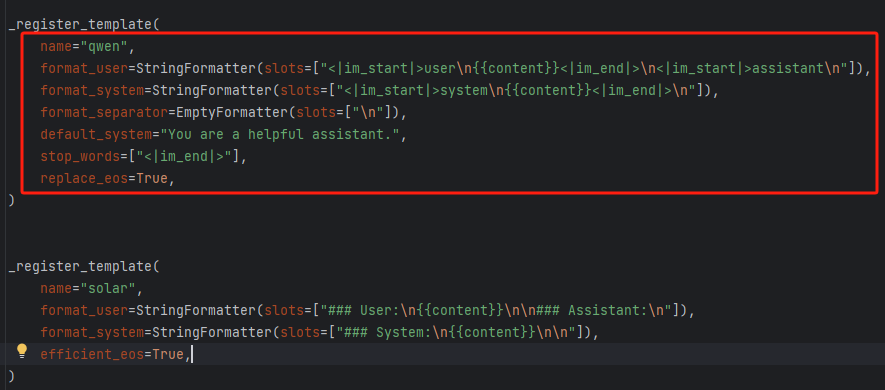 _register_template(
    name="qwen",
    format_user=StringFormatter(slots=["<|im_start|>user\n{{content}}<|im_end|>\n<|im_start|>assistant\n"]),
    format_system=StringFormatter(slots=["<|im_start|>system\n{{content}}<|im_end|>\n"]),
    format_separator=EmptyFormatter(slots=["\n"]),
    default_system="You are a helpful assistant.",
    stop_words=["<|im_end|>"],
    replace_eos=True,
)
_register_template(
    name="solar",
    format_user=StringFormatter(slots=["### User:\n{{content}}\n\n### Assistant:\n"]),
    format_system=StringFormatter(slots=["### System:\n{{content}}\n\n"]),
    efficient_eos=True,
)